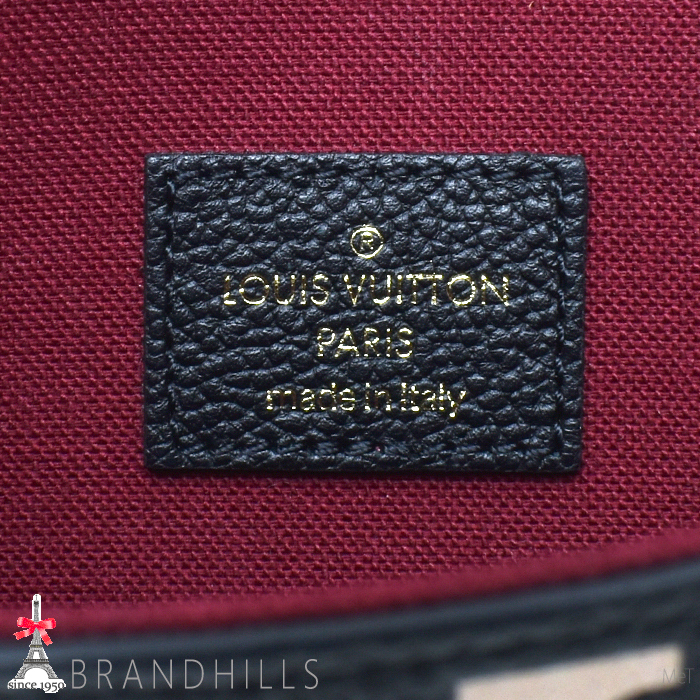 ®
LOUIS VUITTON
PARIS
made in Italy
since 1950
BRANDHILLS